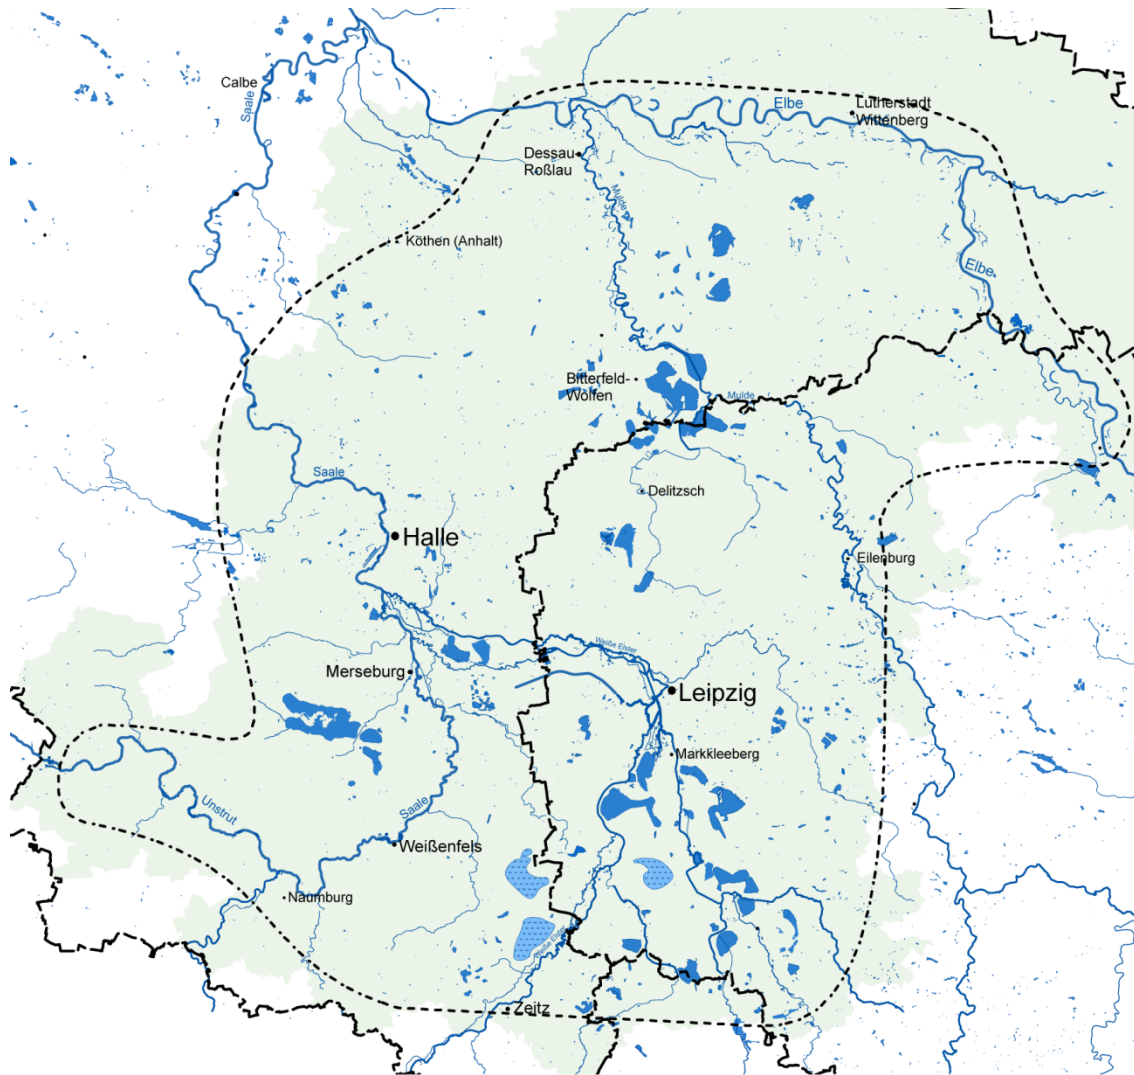 Calbe
Saale
Elbe
Lutherstadt
Wittenberg
Dessau-
Roßlau
Mulde
Köthen (Anhalt)
Elbe
Bitterfeld-
Wolfen
Mulde
Saale
Delitzsch
Halle
Eilenburg
Weiße Elster
Merseburg
Leipzig
Markkleeberg
Unstrut
Saale
Weißenfels
Naumburg
Weiße Elster
Zeitz